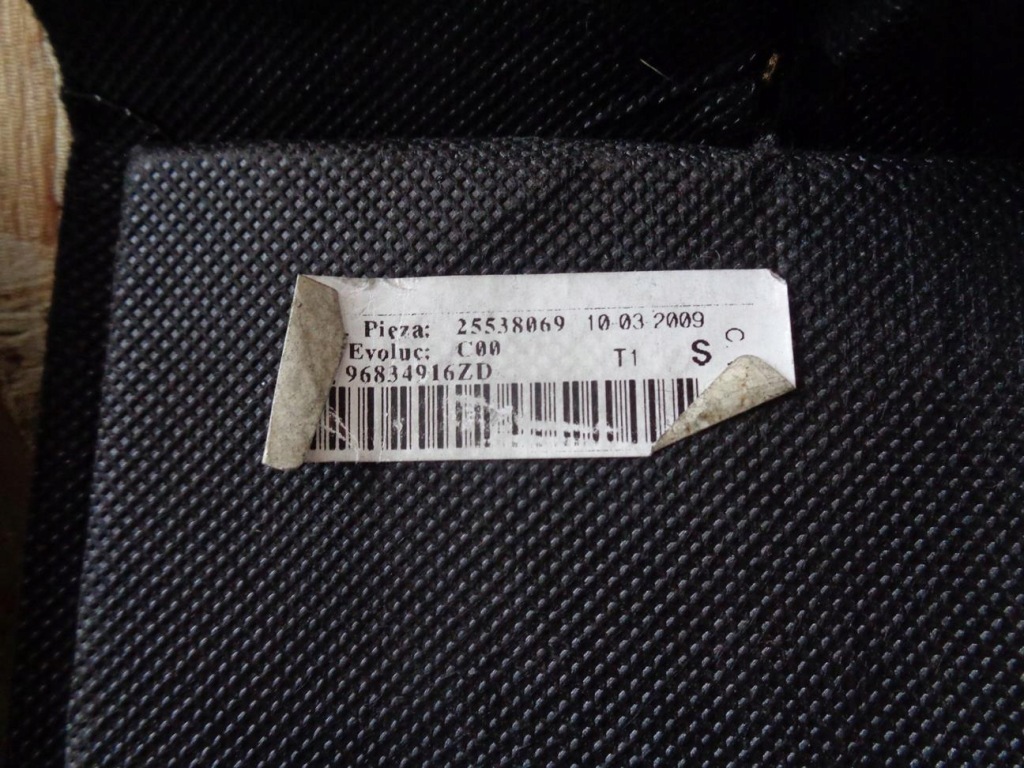 Pieza: 25538069 10-03-2009
Evoluc: C00 T1 S
96834916ZD